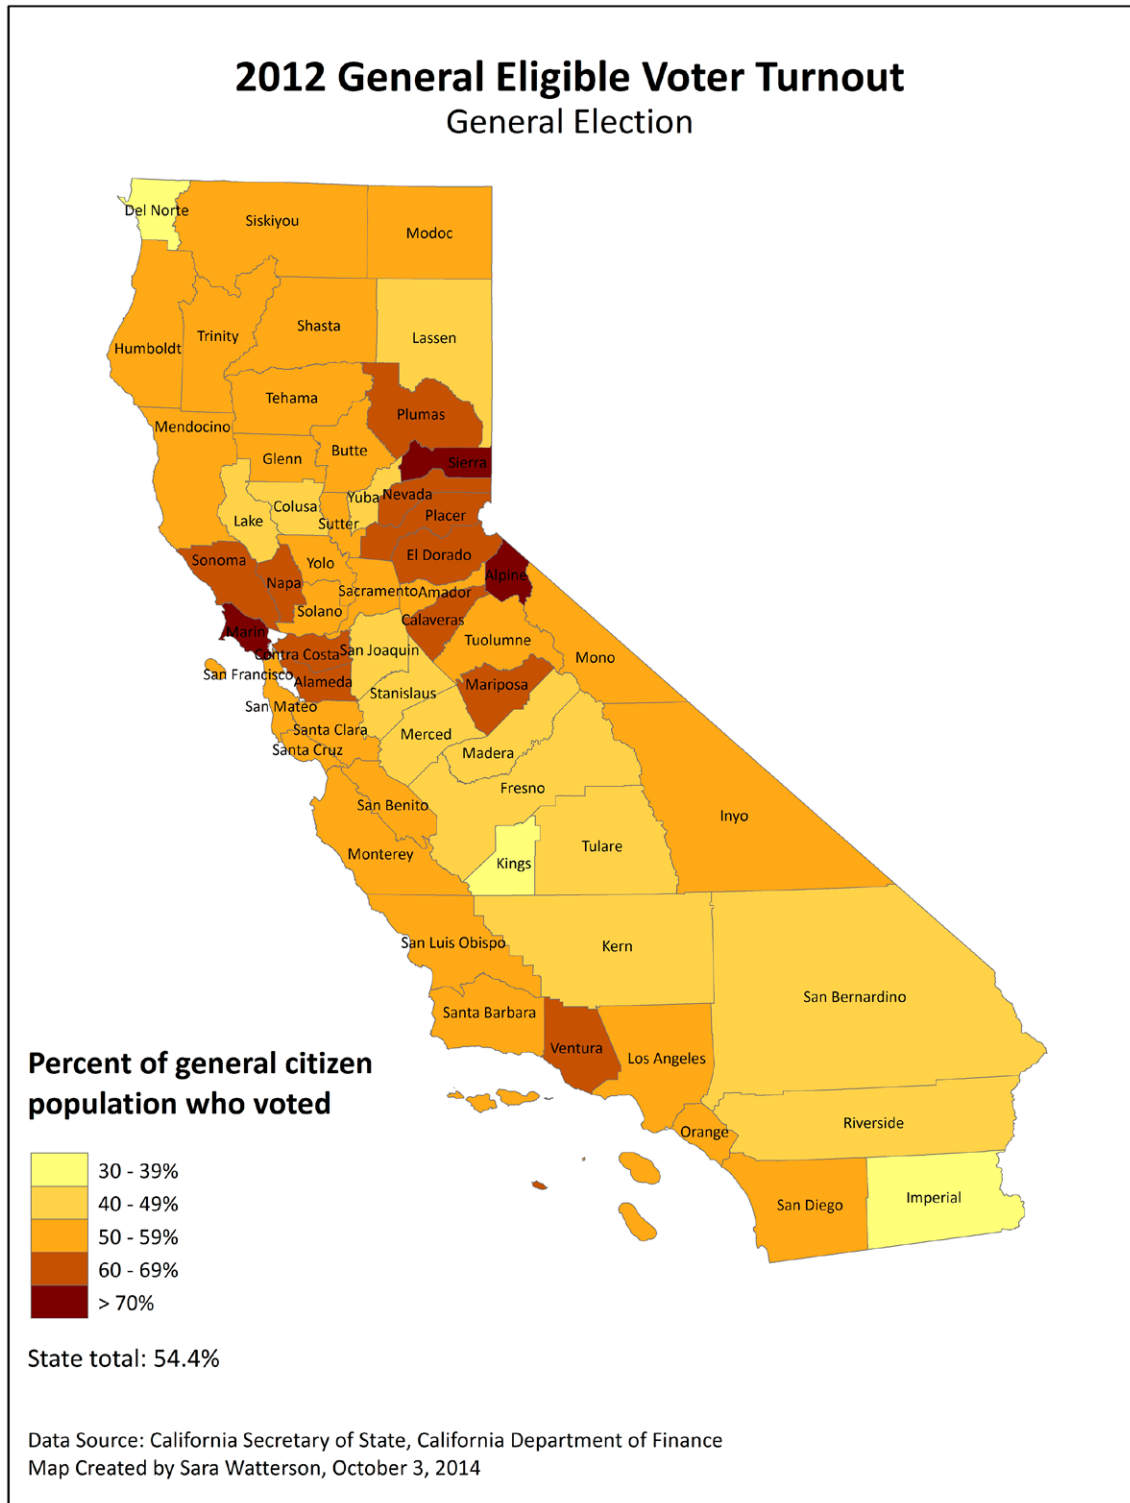 2012 General Eligible Voter Turnout
General Election
Del Norte
Siskiyou
Modoc
Humboldt
Trinity
Shasta
Lassen
Tehama
Plumas
Mendocino
Glenn
Butte
Sierra
Lake
Colusa
Yuba
Nevada
Sutter
Placer
Sonoma
Napa
Yolo
El Dorado
Alpine
Sacramento
Amador
Solano
Calaveras
Marin
Tuolumne
Mono
Contra Costa
San Joaquin
San Francisco
Alameda
Stanislaus
Mariposa
San Mateo
Santa Clara
Merced
Santa Cruz
Madera
Fresno
San Benito
Inyo
Monterey
Kings
Tulare
San Luis Obispo
Kern
San Bernardino
Santa Barbara
Ventura
Los Angeles
Orange
Riverside
San Diego
Imperial
Percent of general citizen
population who voted
30 - 39%
40 - 49%
50 - 59%
60 - 69%
> 70%
State total: 54.4%
Data Source: California Secretary of State, California Department of Finance
Map Created by Sara Watterson, October 3, 2014